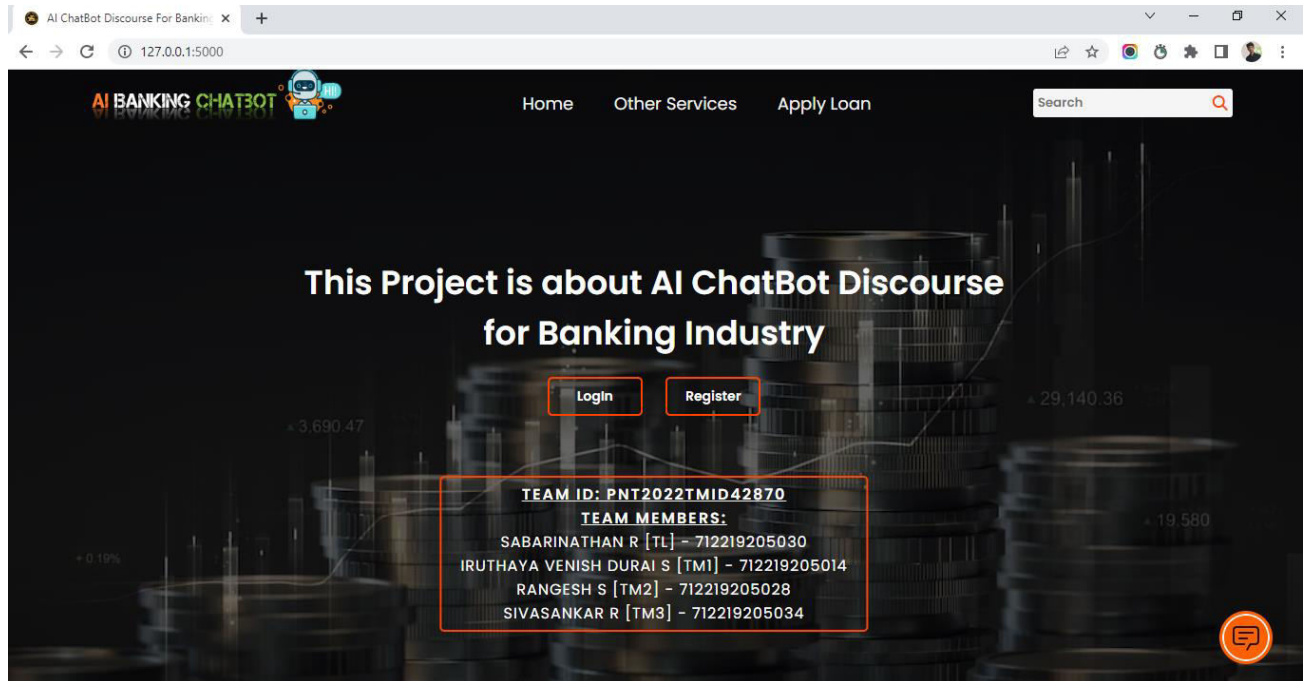 AI ChatBot Discourse For Banking
127.0.0.1:5000
AI BANKING CHATBOT
HI!
Home Other Services Apply Loan
Search
This Project is about AI ChatBot Discourse
for Banking Industry
LogIn Register
29,140.36
3,690.47
TEAM ID: PNT2022TMID42870
TEAM MEMBERS:
SABARINATHAN R [TL] - 712219205030
19,580
IRUTHAYA VENISH DURAI S [TM1] - 712219205014
+ 0.19%
RANGESH S [TM2] - 712219205028
SIVASANKAR R [TM3] - 712219205034